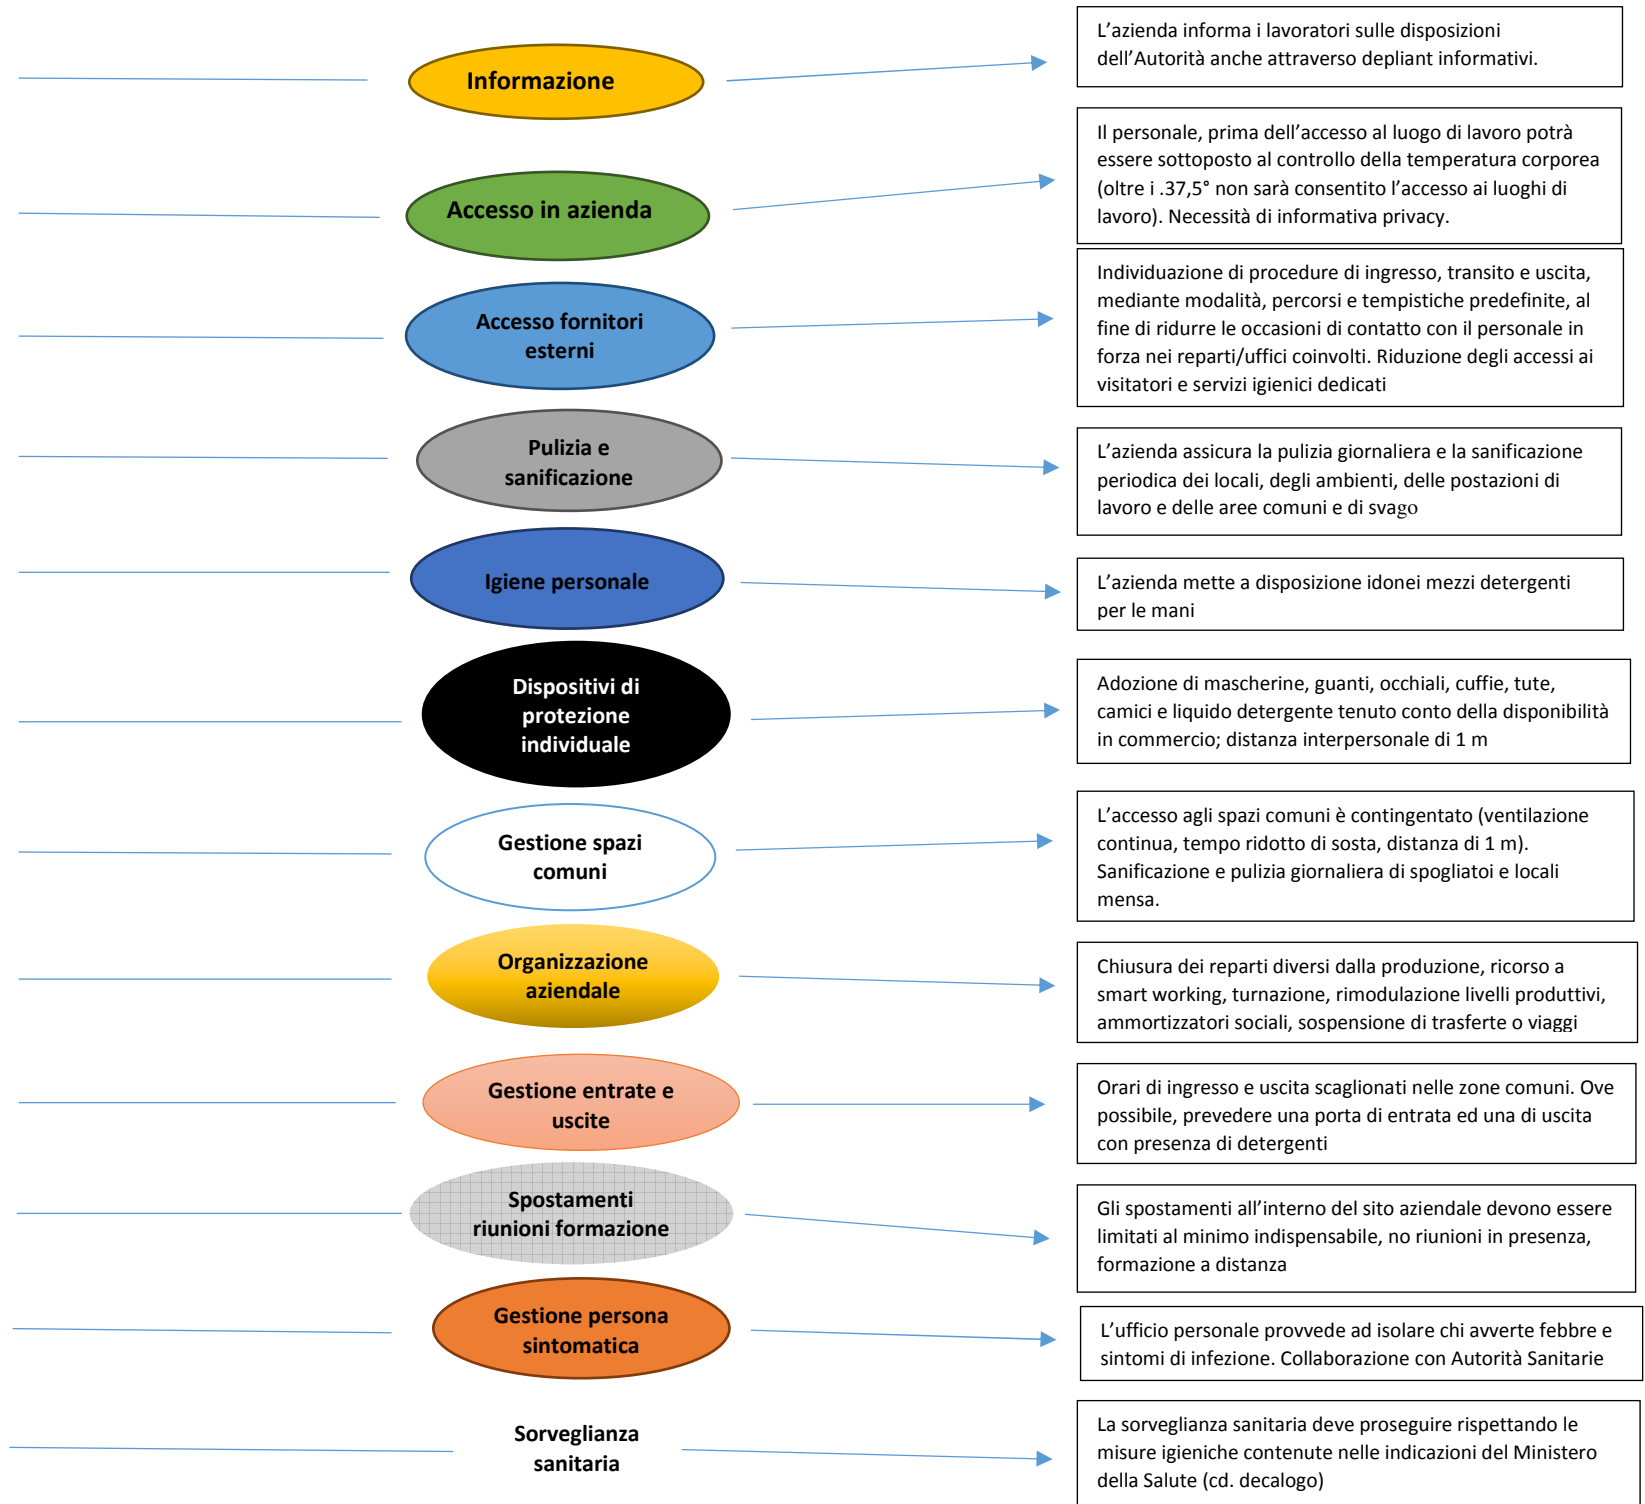 Informazione
L'azienda informa i lavoratori sulle disposizioni
dell'Autorità anche attraverso depliant informativi.
Accesso in azienda
Il personale, prima dell'accesso al luogo di lavoro potrà
essere sottoposto al controllo della temperatura corporea
(oltre i .37,5° non sarà consentito l'accesso ai luoghi di
lavoro). Necessità di informativa privacy.
Accesso fornitori
esterni
Individuazione di procedure di ingresso, transito e uscita,
mediante modalità, percorsi e tempistiche predefinite, al
fine di ridurre le occasioni di contatto con il personale in
forza nei reparti/uffici coinvolti. Riduzione degli accessi ai
visitatori e servizi igienici dedicati
Pulizia e
sanificazione
L'azienda assicura la pulizia giornaliera e la sanificazione
periodica dei locali, degli ambienti, delle postazioni di
lavoro e delle aree comuni e di svago
Igiene personale
L'azienda mette a disposizione idonei mezzi detergenti
per le mani
Dispositivi di
protezione
individuale
Adozione di mascherine, guanti, occhiali, cuffie, tute,
camici e liquido detergente tenuto conto della disponibilità
in commercio; distanza interpersonale di 1 m
Gestione spazi
comuni
L'accesso agli spazi comuni è contingentato (ventilazione
continua, tempo ridotto di sosta, distanza di 1 m).
Sanificazione e pulizia giornaliera di spogliatoi e locali
mensa.
Organizzazione
aziendale
Chiusura dei reparti diversi dalla produzione, ricorso a
smart working, turnazione, rimodulazione livelli produttivi,
ammortizzatori sociali, sospensione di trasferte o viaggi
Gestione entrate e
uscite
Orari di ingresso e uscita scaglionati nelle zone comuni. Ove
possibile, prevedere una porta di entrata ed una di uscita
con presenza di detergenti
Spostamenti
riunioni formazione
Gli spostamenti all'interno del sito aziendale devono essere
limitati al minimo indispensabile, no riunioni in presenza,
formazione a distanza
Gestione persona
sintomatica
L'ufficio personale provvede ad isolare chi avverte febbre e
sintomi di infezione. Collaborazione con Autorità Sanitarie
Sorveglianza
sanitaria
La sorveglianza sanitaria deve proseguire rispettando le
misure igieniche contenute nelle indicazioni del Ministero
della Salute (cd. decalogo)